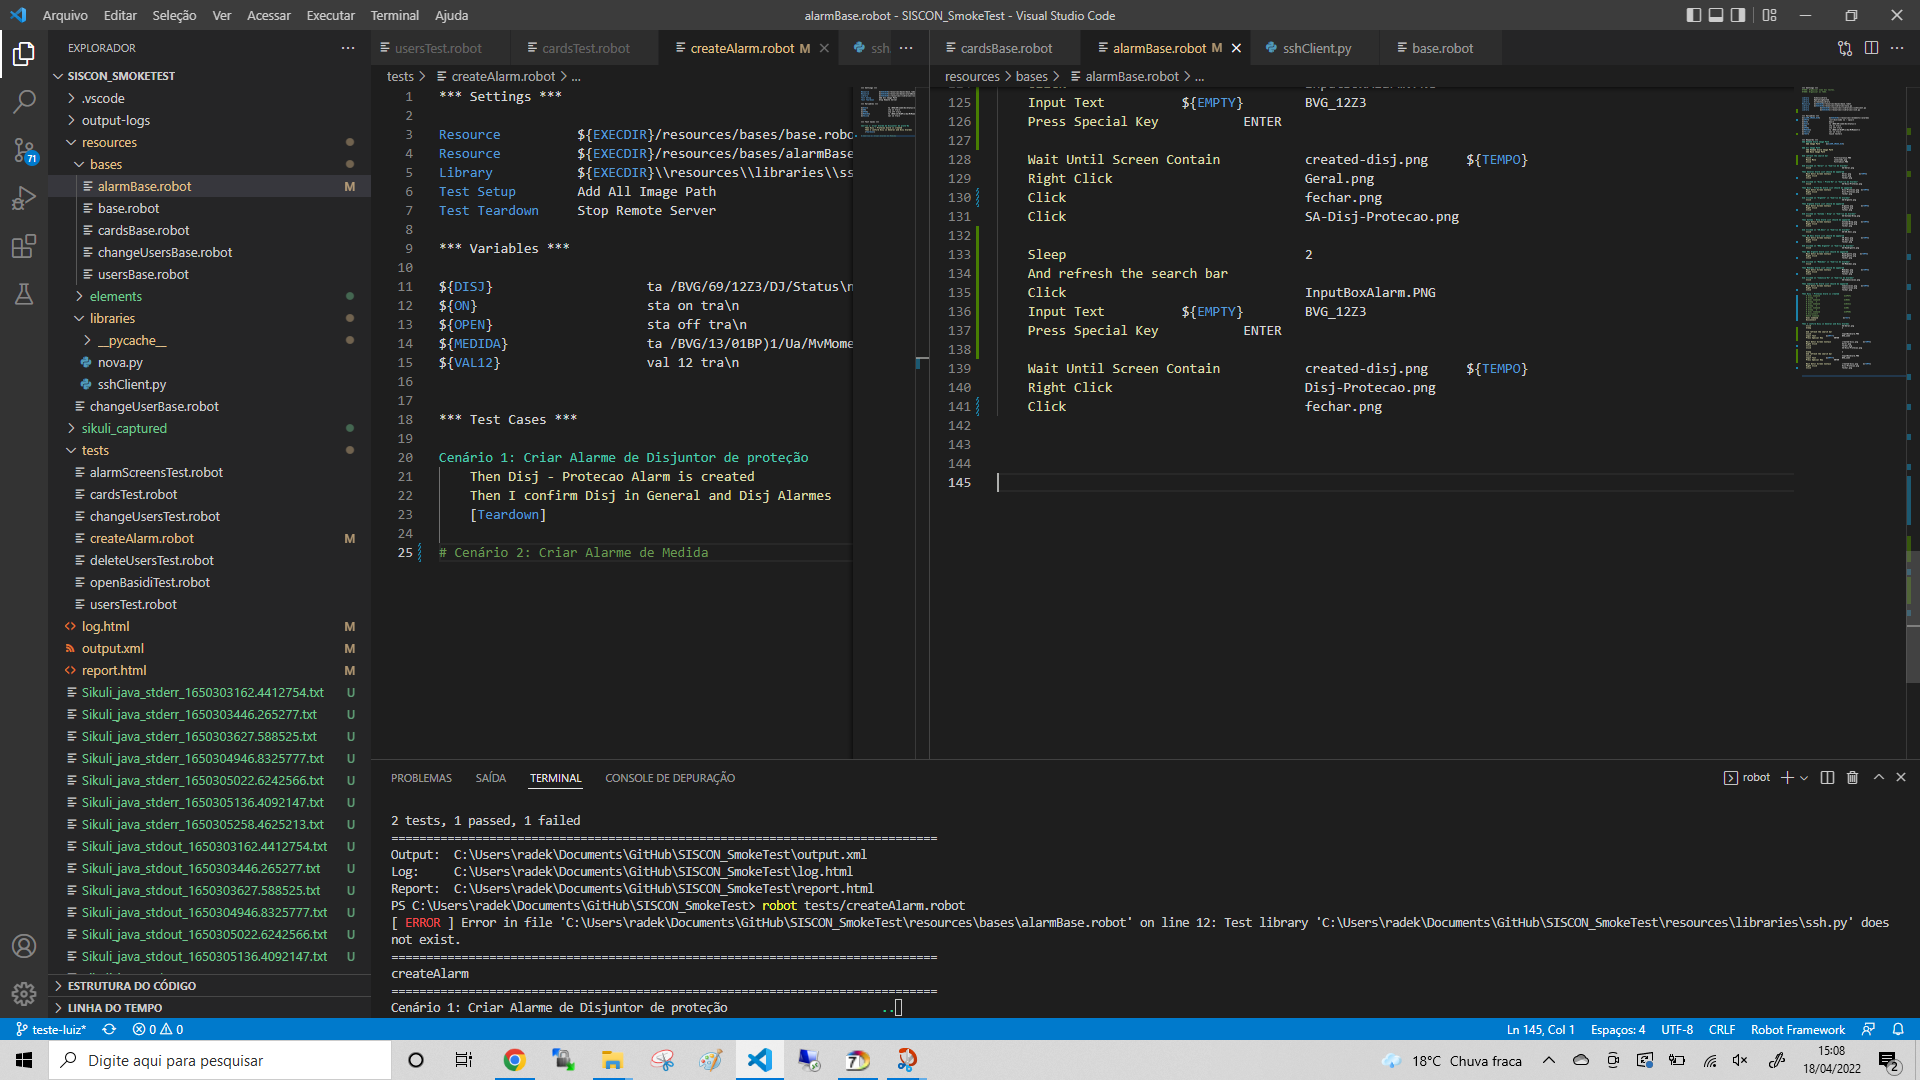 Arquivo Editar Seleção Ver Acessar Executar Terminal Ajuda
alarmBase.robot - SISCON_SmokeTest - Visual Studio Code
EXPLORADOR
SISCON_SMOKETEST
.vscode
output-logs
resources
bases
alarmBase.robot M
base.robot
cardsBase.robot
changeUsersBase.robot
usersBase.robot
elements
libraries
__pycache__
nova.py
sshClient.py
changeUserBase.robot
sikuli_captured
tests
alarmScreensTest.robot
cardsTest.robot
changeUsersTest.robot
createAlarm.robot M
deleteUsersTest.robot
openBasidiTest.robot
usersTest.robot
log.html M
output.xml M
report.html M
Sikuli_java_stderr_1650303162.4412754.txt U
Sikuli_java_stderr_1650303446.265277.txt U
Sikuli_java_stderr_1650303627.588525.txt U
Sikuli_java_stderr_1650304946.8325777.txt U
Sikuli_java_stderr_1650305022.6242566.txt U
Sikuli_java_stderr_1650305136.4092147.txt U
Sikuli_java_stderr_1650305258.4625213.txt U
Sikuli_java_stdout_1650303162.4412754.txt U
Sikuli_java_stdout_1650303446.265277.txt U
Sikuli_java_stdout_1650303627.588525.txt U
Sikuli_java_stdout_1650304946.8325777.txt U
Sikuli_java_stdout_1650305022.6242566.txt U
Sikuli_java_stdout_1650305136.4092147.txt U
ESTRUTURA DO CÓDIGO
LINHA DO TEMPO
71
usersTest.robot cardsTest.robot createAlarm.robot M ssh
tests > createAlarm.robot > ...
1 *** Settings ***
2
3 Resource ${EXECDIR}/resources/bases/base.robo
4 Resource ${EXECDIR}/resources/bases/alarmBase
5 Library ${EXECDIR}\\resources\\libraries\\ss
6 Test Setup Add All Image Path
7 Test Teardown Stop Remote Server
8
9 *** Variables ***
10
11 ${DISJ} ta /BVG/69/12Z3/DJ/Status\n
12 ${ON} sta on tra\n
13 ${OPEN} sta off tra\n
14 ${MEDIDA} ta /BVG/13/01BP)1/Ua/MvMome
15 ${VAL12} val 12 tra\n
16
17
18 *** Test Cases ***
19
20 Cenário 1: Criar Alarme de Disjuntor de proteção
21 Then Disj - Protecao Alarm is created
22 Then I confirm Disj in General and Disj Alarmes
23 [Teardown]
24
25 # Cenário 2: Criar Alarme de Medida
cardsBase.robot alarmBase.robot M sshClient.py base.robot
resources > bases > alarmBase.robot > ...
125 Input Text ${EMPTY} BVG_12Z3
126 Press Special Key ENTER
127
128 Wait Until Screen Contain created-disj.png ${TEMPO}
129 Right Click Geral.png
130 Click fechar.png
131 Click SA-Disj-Protecao.png
132
133 Sleep 2
134 And refresh the search bar
135 Click InputBoxAlarm.PNG
136 Input Text ${EMPTY} BVG_12Z3
137 Press Special Key ENTER
138
139 Wait Until Screen Contain created-disj.png ${TEMPO}
140 Right Click Disj-Protecao.png
141 Click fechar.png
142
143
144
145
PROBLEMAS SAÍDA TERMINAL CONSOLE DE DEPURAÇÃO
robot
2 tests, 1 passed, 1 failed
==============================================================================
Output: C:\Users\radek\Documents\GitHub\SISCON_SmokeTest\output.xml
Log: C:\Users\radek\Documents\GitHub\SISCON_SmokeTest\log.html
Report: C:\Users\radek\Documents\GitHub\SISCON_SmokeTest\report.html
PS C:\Users\radek\Documents\GitHub\SISCON_SmokeTest> robot tests/createAlarm.robot
[ ERROR ] Error in file 'C:\Users\radek\Documents\GitHub\SISCON_SmokeTest\resources\bases\alarmBase.robot' on line 12: Test library 'C:\Users\radek\Documents\GitHub\SISCON_SmokeTest\resources\libraries\ssh.py' does
not exist.
==============================================================================
createAlarm
==============================================================================
Cenário 1: Criar Alarme de Disjuntor de proteção ..
teste-luiz* 0 0
Ln 145, Col 1 Espaços: 4 UTF-8 CRLF Robot Framework
Digite aqui para pesquisar
18°C Chuva fraca
15:08
18/04/2022
2